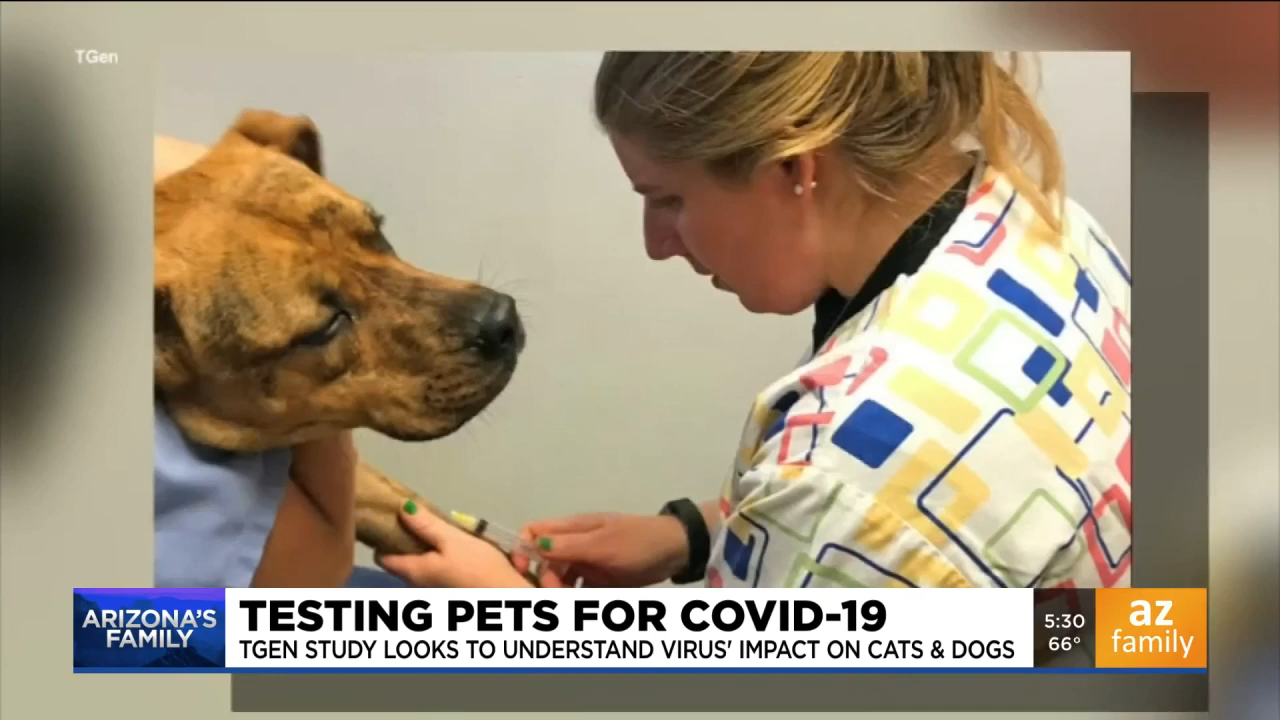 TGen
ARIZONA'S
FAMILY
TESTING PETS FOR COVID-19
TGEN STUDY LOOKS TO UNDERSTAND VIRUS' IMPACT ON CATS & DOGS
5:30
66°
az
family